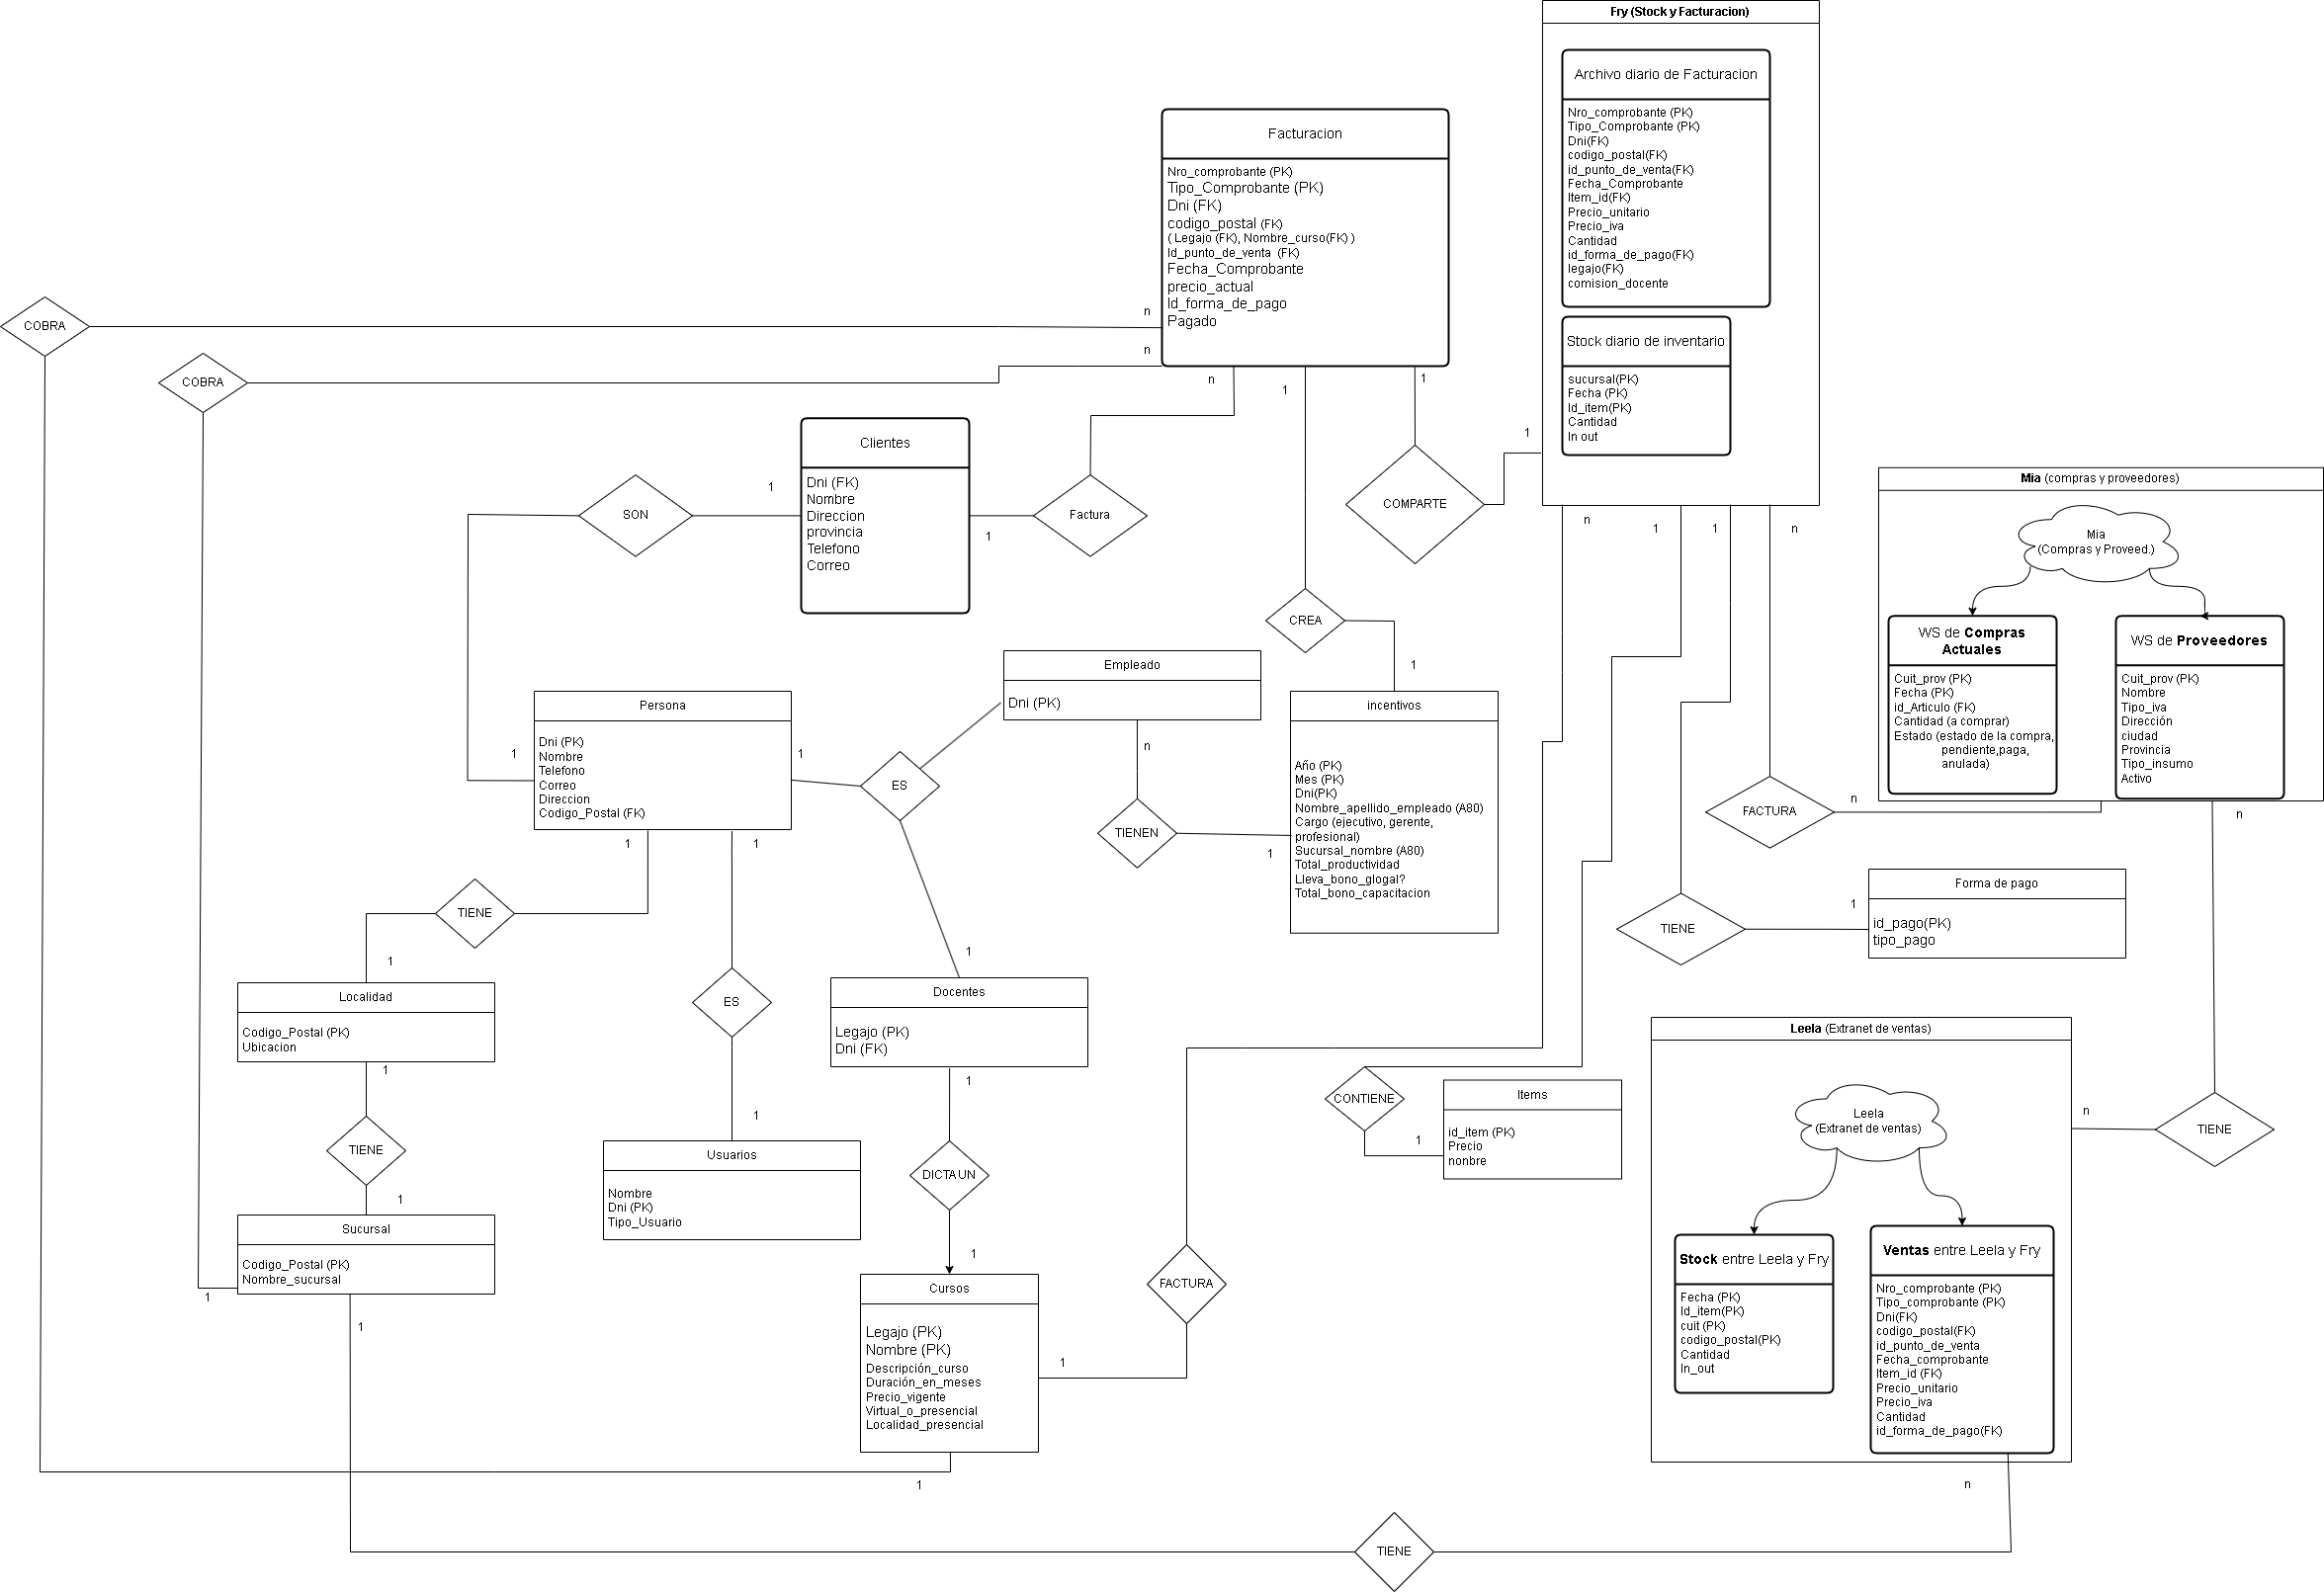 Fry (Stock y Facturacion)
Archivo diario de Facturacion
Nro_comprobante (PK)
Tipo_Comprobante (PK)
Dni(FK)
codigo_postal(FK)
id_punto_de_venta(FK)
Fecha_Comprobante
Item_id(FK)
Precio_unitario
Precio_iva
Cantidad
id_forma_de_pago(FK)
legajo(FK)
comision_docente
Stock diario de inventario
sucursal(PK)
Fecha (PK)
Id_item(PK)
Cantidad
In out
Facturacion
Nro_comprobante (PK)
Tipo_Comprobante (PK)
Dni (FK)
codigo_postal (FK)
( Legajo (FK), Nombre_curso(FK) )
Id_punto_de_venta  (FK)
Fecha_Comprobante
precio_actual
Id_forma_de_pago
Pagado
COBRA
n
COBRA
n
n
1
1
1
Clientes
Dni (FK)
Nombre
Direccion
provincia
Telefono
Correo
SON
1
Factura
1
COMPARTE
n
1
1
n
Mia (compras y proveedores)
Mia
(Compras y Proveed.)
WS de Compras
Actuales
Cuit_prov (PK)
Fecha (PK)
id_Articulo (FK)
Cantidad (a comprar)
Estado (estado de la compra,
pendiente,paga,
anulada)
WS de Proveedores
Cuit_prov (PK)
Nombre
Tipo_iva
Dirección
ciudad
Provincia
Tipo_insumo
Activo
CREA
1
Empleado
Dni (PK)
n
TIENEN
1
incentivos
Año (PK)
Mes (PK)
Dni(PK)
Nombre_apellido_empleado (A80)
Cargo (ejecutivo, gerente,
profesional)
Sucursal_nombre (A80)
Total_productividad
Lleva_bono_glogal?
Total_bono_capacitacion
Persona
Dni (PK)
Nombre
Telefono
Correo
Direccion
Codigo_Postal (FK)
1
1
ES
1
1
FACTURA
n
n
TIENE
1
Forma de pago
id_pago(PK)
tipo_pago
TIENE
1
Localidad
Codigo_Postal (PK)
Ubicacion
1
ES
1
Docentes
Legajo (PK)
Dni (FK)
1
1
TIENE
1
Sucursal
Codigo_Postal (PK)
Nombre_sucursal
1
1
Usuarios
Nombre
Dni (PK)
Tipo_Usuario
DICTA UN
1
Cursos
Legajo (PK)
Nombre (PK)
Descripción_curso
Duración_en_meses
Precio_vigente
Virtual_o_presencial
Localidad_presencial
1
1
FACTURA
CONTIENE
1
Items
id_item (PK)
Precio
nonbre
Leela (Extranet de ventas)
Leela
(Extranet de ventas)
n
TIENE
Stock entre Leela y Fry
Fecha (PK)
Id_item(PK)
cuit (PK)
codigo_postal(PK)
Cantidad
In_out
Ventas entre Leela y Fry
Nro_comprobante (PK)
Tipo_comprobante (PK)
Dni(FK)
codigo_postal(FK)
id_punto_de_venta
Fecha_comprobante
Item_id (FK)
Precio_unitario
Precio_iva
Cantidad
id_forma_de_pago(FK)
n
TIENE